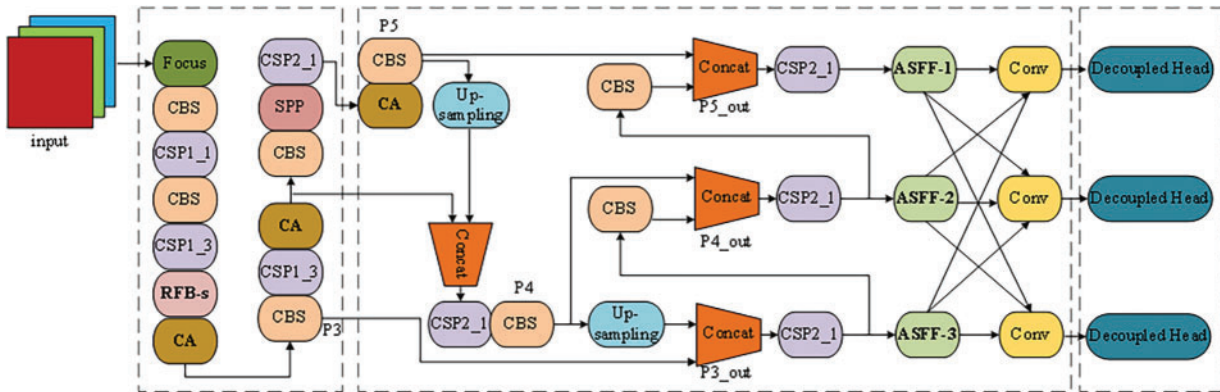 input
Focus
CBS
CSP1_1
CBS
CSP1_3
RFB-s
CA
CSP2_1
SPP
CBS
CA
CSP1_3
CBS
P3
P5
CBS
CA
Up-
sampling
Concat
CSP2_1
P4
CBS
Up-
sampling
CBS
Concat
P5_out
CSP2_1
CBS
Concat
P4_out
CSP2_1
Concat
P3_out
CSP2_1
ASFF-1
ASFF-2
ASFF-3
Conv
Conv
Conv
Decoupled Head
Decoupled Head
Decoupled Head